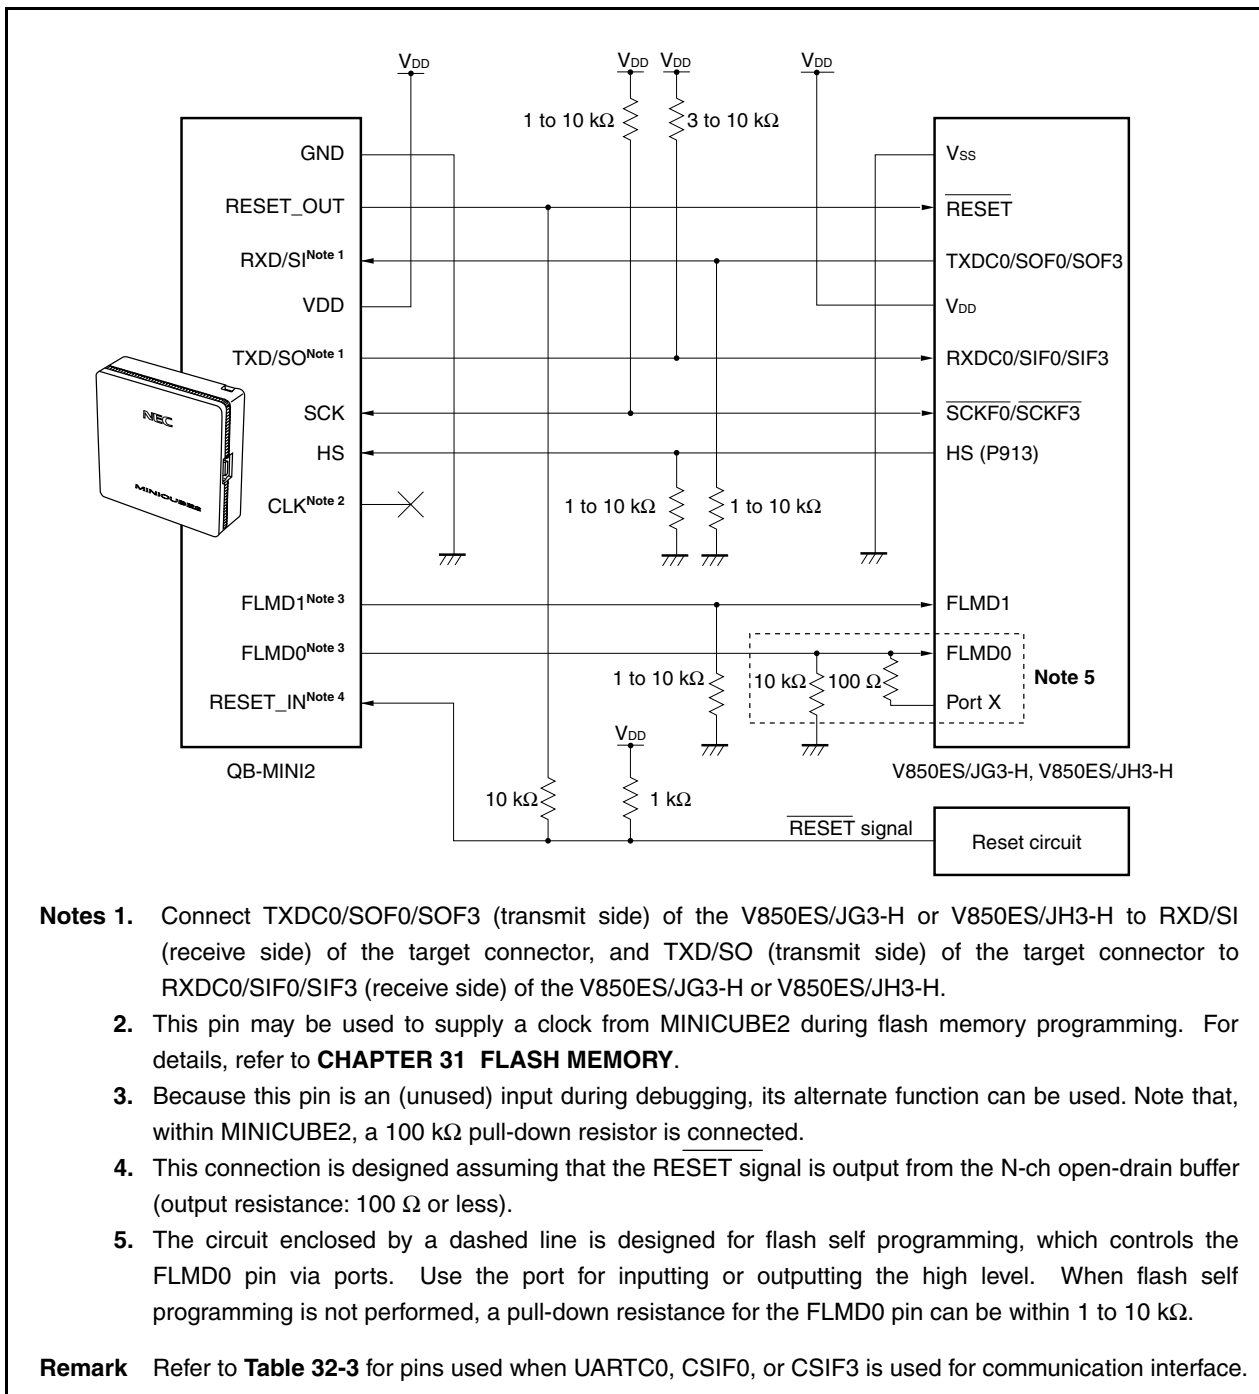 VDD VDD VDD VDD
1 to 10 kΩ 3 to 10 kΩ
GND VSS
RESET_OUT RESET
RXD/SI Note 1 TXDC0/SOF0/SOF3
VDD VDD
TXD/SO Note 1 RXDC0/SIF0/SIF3
NEC
SCK SCKF0/SCKF3
HS HS (P913)
MINICUBE2
CLK Note 2 1 to 10 kΩ 1 to 10 kΩ
FLMD1 Note 3 FLMD1
FLMD0 Note 3 FLMD0
1 to 10 kΩ 10 kΩ 100 Ω Note 5
RESET_IN Note 4 Port X
VDD
QB-MINI2 V850ES/JG3-H, V850ES/JH3-H
10 kΩ 1 kΩ
RESET signal Reset circuit
Notes 1. Connect TXDC0/SOF0/SOF3 (transmit side) of the V850ES/JG3-H or V850ES/JH3-H to RXD/SI
(receive side) of the target connector, and TXD/SO (transmit side) of the target connector to
RXDC0/SIF0/SIF3 (receive side) of the V850ES/JG3-H or V850ES/JH3-H.
2. This pin may be used to supply a clock from MINICUBE2 during flash memory programming. For
details, refer to CHAPTER 31 FLASH MEMORY.
3. Because this pin is an (unused) input during debugging, its alternate function can be used. Note that,
within MINICUBE2, a 100 kΩ pull-down resistor is connected.
4. This connection is designed assuming that the RESET signal is output from the N-ch open-drain buffer
(output resistance: 100 Ω or less).
5. The circuit enclosed by a dashed line is designed for flash self programming, which controls the
FLMD0 pin via ports. Use the port for inputting or outputting the high level. When flash self
programming is not performed, a pull-down resistance for the FLMD0 pin can be within 1 to 10 kΩ.
Remark Refer to Table 32-3 for pins used when UARTC0, CSIF0, or CSIF3 is used for communication interface.